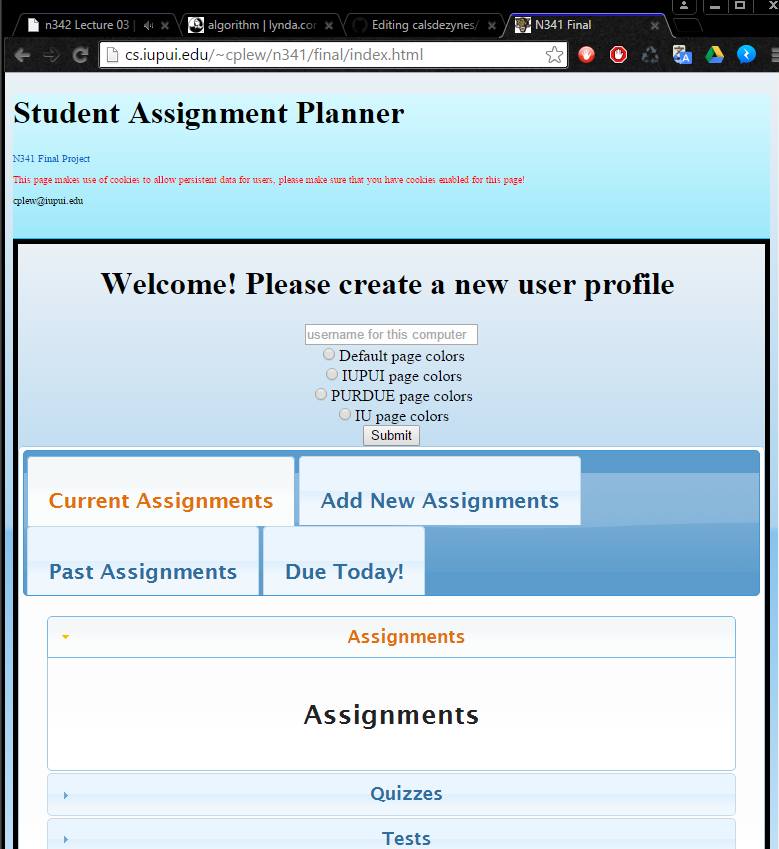 n342 Lecture 03 | algorithm | lynda.cor Editing calsdezynes/ N341 Final
cs.iupui.edu/~cplew/n341/final/index.html
Student Assignment Planner
N341 Final Project
This page makes use of cookies to allow persistent data for users, please make sure that you have cookies enabled for this page!
cplew@iupui.edu
Welcome! Please create a new user profile
username for this computer
Default page colors
IUPUI page colors
PURDUE page colors
IU page colors
Submit
Current Assignments Add New Assignments
Past Assignments Due Today!
Assignments
Assignments
Quizzes
Tests